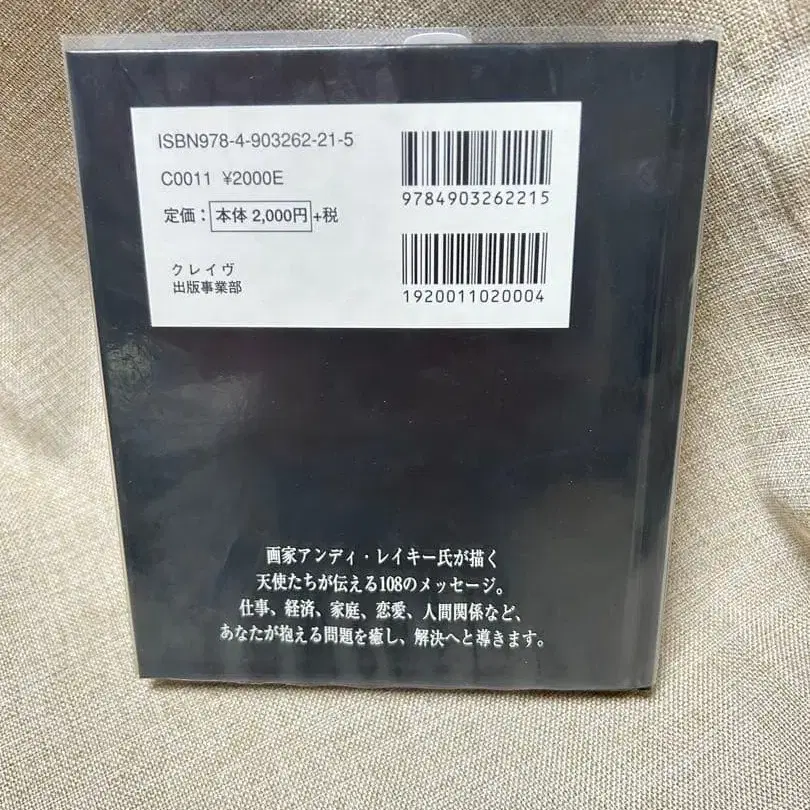 ISBN978-4-903262-21-5
C0011 ¥2000E
定価：本体 2,000円+税
クレイヴ
出版事業部
9784903262215
1920011020004
画家アンディ・レイキー氏が描く
天使たちが伝える108のメッセージ。
仕事、経済、家庭、恋愛、人間関係など、
あなたが抱える問題を癒し、解決へと導きます。